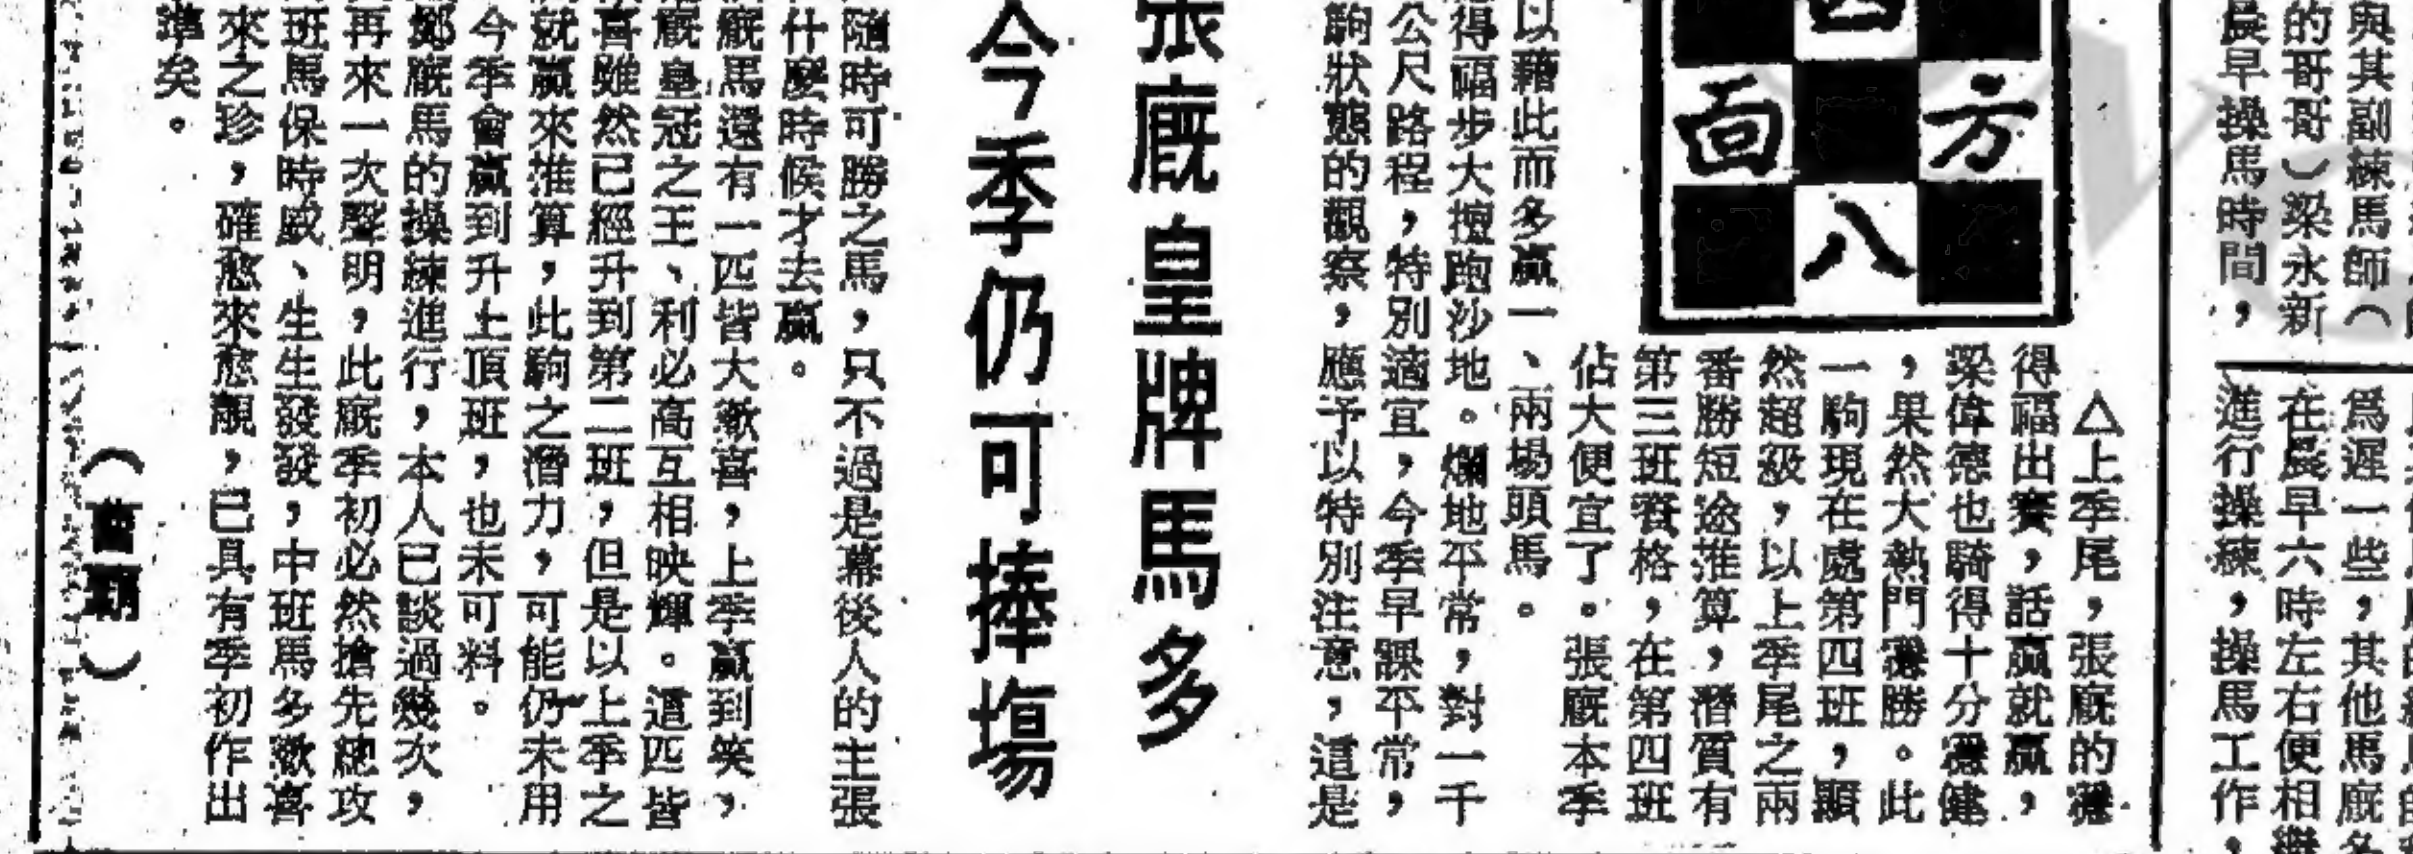 與其副練馬師（
的哥哥）梁永新
晨早操馬時間，
爲遲一些，其他馬廐多
在晨早六時左右便相繼
進行操練，操馬工作，
四
方
面
八
△上季尾，張廐的穩
得福出賽，話贏就贏，
梁偉德也騎得十分穩健
，果然大熱門穩勝。此
一駒現在處第四班，顯
然超級，以上季尾之兩
番勝短途推算，潛質有
第三班資格，在第四班
佔大便宜了。張廐本季
以藉此而多贏一、兩場頭馬。
得福步大擅跑沙地。爛地平常，對一千
公尺路程，特別適宜，今季早課不常，
駒狀態的觀察，應予以特別注意，這是
張廐皇牌馬多
今季仍可捧場
隨時可勝之馬，只不過是幕後人的主張
什麼時候才去贏。
廐馬還有一匹皆大歡喜，上季贏到笑，
廐皇冠之王、利必高互相映輝。這匹皆
喜雖然已經升到第二班，但是以上季之
就贏來推算，此駒之潛力，可能仍未用
今季會贏到升上頂班，也未可料。
鄭廐馬的操練進行，本人已談過幾次，
再來一次聲明，此廐季初必然搶先總攻
班馬保時威、生生發發，中班馬多歡喜
來之珍，確愈來愈靚，已具有季初作出
準矣。